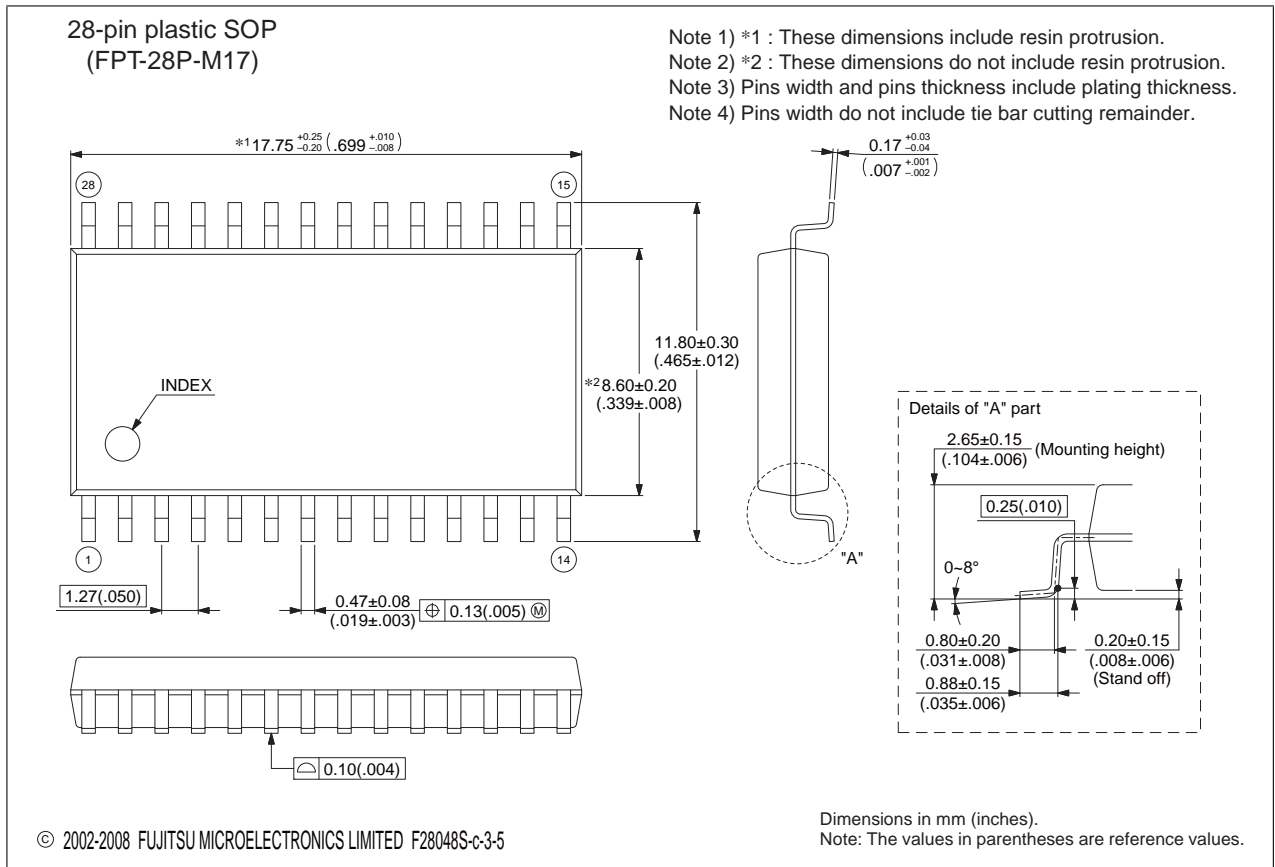 28-pin plastic SOP
(FPT-28P-M17)
Note 1) *1 : These dimensions include resin protrusion.
Note 2) *2 : These dimensions do not include resin protrusion.
Note 3) Pins width and pins thickness include plating thickness.
Note 4) Pins width do not include tie bar cutting remainder.
*1 17.75 +0.25 –0.20 (.699 +.010 –.008)
0.17 +0.03 –0.04
(.007 +.001 –.002)
28
15
11.80±0.30
(.465±.012)
*2 8.60±0.20
(.339±.008)
INDEX
1
14
"A"
1.27(.050)
0.47±0.08
(.019±.003)
⌖ 0.13(.005) Ⓜ
Details of "A" part
2.65±0.15
(.104±.006)
(Mounting height)
0.25(.010)
0~8°
0.80±0.20
(.031±.008)
0.88±0.15
(.035±.006)
0.20±0.15
(.008±.006)
(Stand off)
⌓ 0.10(.004)
© 2002-2008 FUJITSU MICROELECTRONICS LIMITED F28048S-c-3-5
Dimensions in mm (inches).
Note: The values in parentheses are reference values.